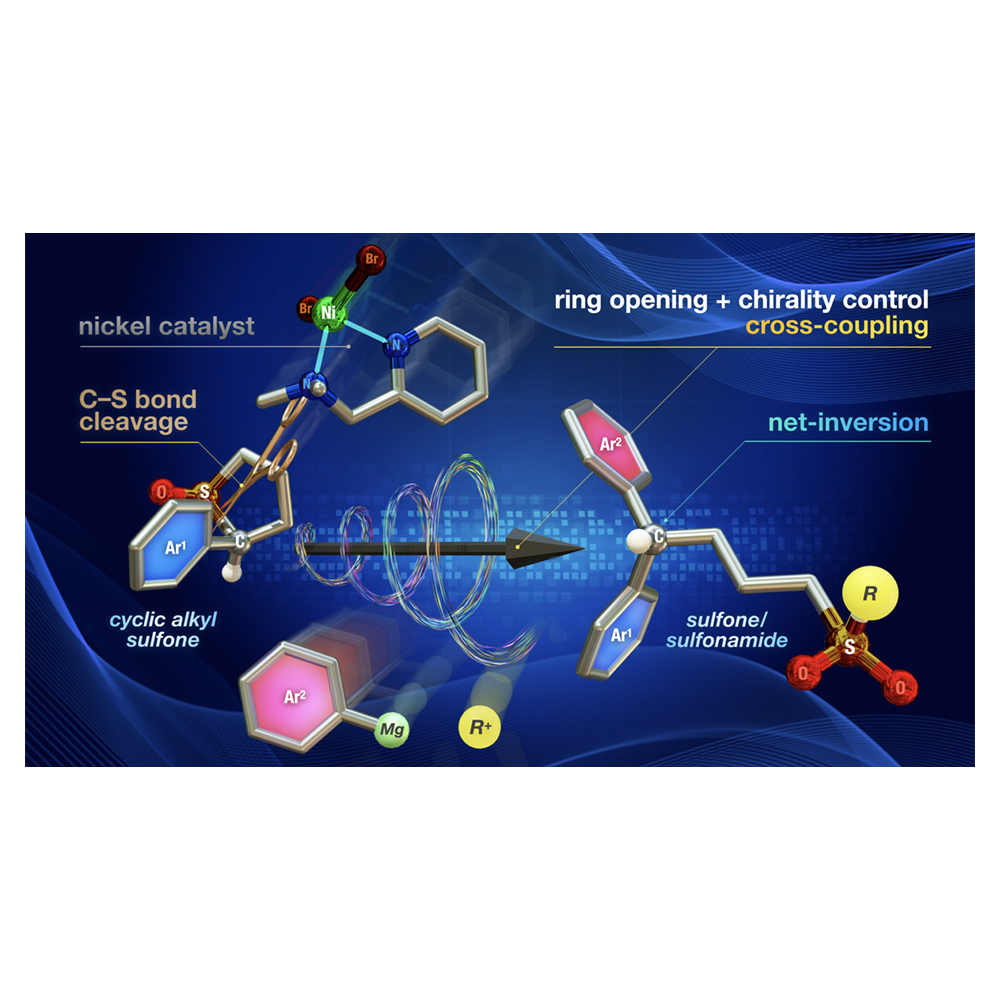 Br
Br
Ni
N
N
nickel catalyst
ring opening + chirality control
cross-coupling
C–S bond
cleavage
net-inversion
O
S
Ar¹
C
cyclic alkyl
sulfone
Ar²
Mg
R⁺
Ar²
C
Ar¹
sulfone/
sulfonamide
R
S
O
O